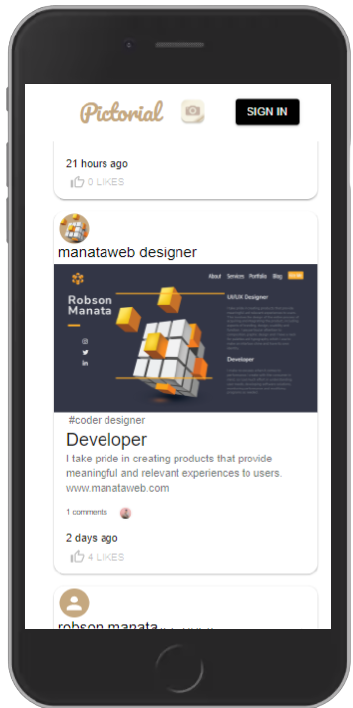 Pictorial
SIGN IN
21 hours ago
0 LIKES
manataweb designer
About Services Portfolio Blog
Robson
Manata
UI/UX Designer
Developer
#coder designer
Developer
I take pride in creating products that provide
meaningful and relevant experiences to users.
www.manataweb.com
1 comments
2 days ago
4 LIKES
robson manata